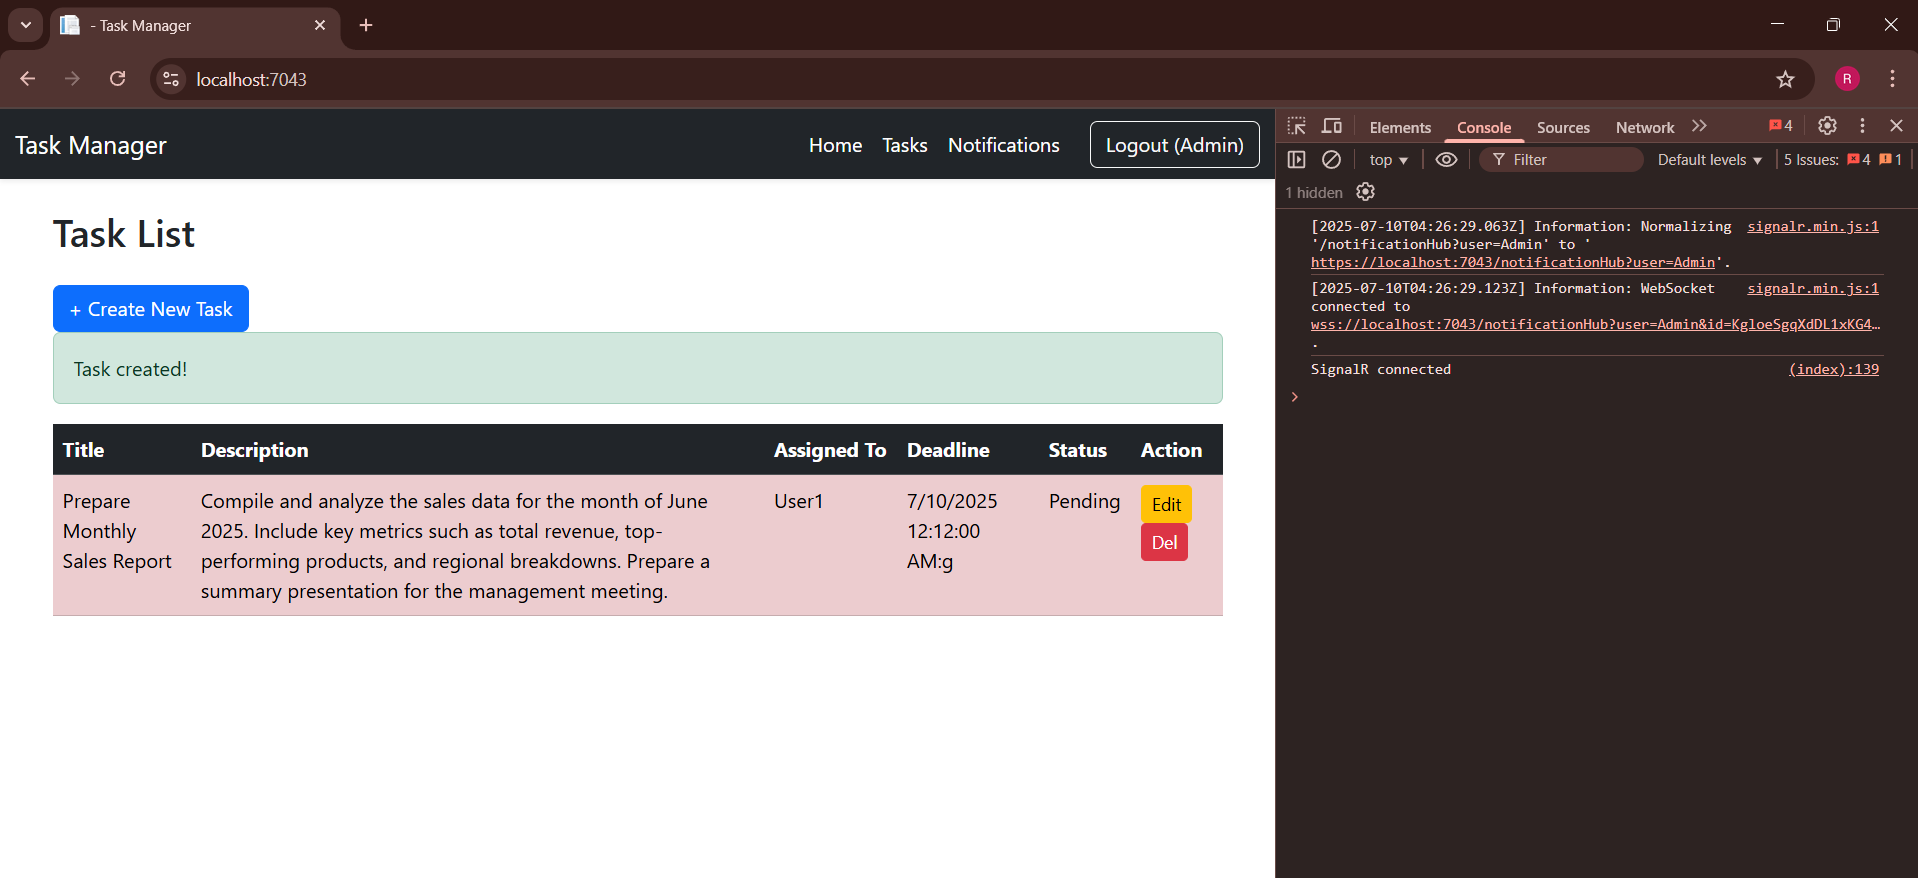 - Task Manager
localhost:7043
R
Task Manager
Home Tasks Notifications Logout (Admin)
Task List
+ Create New Task
Task created!
Title Description Assigned To Deadline Status Action
Prepare Monthly Sales Report
Compile and analyze the sales data for the month of June
2025. Include key metrics such as total revenue, top-
performing products, and regional breakdowns. Prepare a
summary presentation for the management meeting.
User1
7/10/2025
12:12:00
AM:g
Pending
Edit
Del
Elements Console Sources Network 4
top Filter Default levels 5 Issues: 4 1
1 hidden
[2025-07-10T04:26:29.063Z] Information: Normalizing signalr.min.js:1
'/notificationHub?user=Admin' to '
https://localhost:7043/notificationHub?user=Admin'.
[2025-07-10T04:26:29.123Z] Information: WebSocket signalr.min.js:1
connected to
wss://localhost:7043/notificationHub?user=Admin&id=KgloeSgqXdDL1xKG4…
.
SignalR connected (index):139